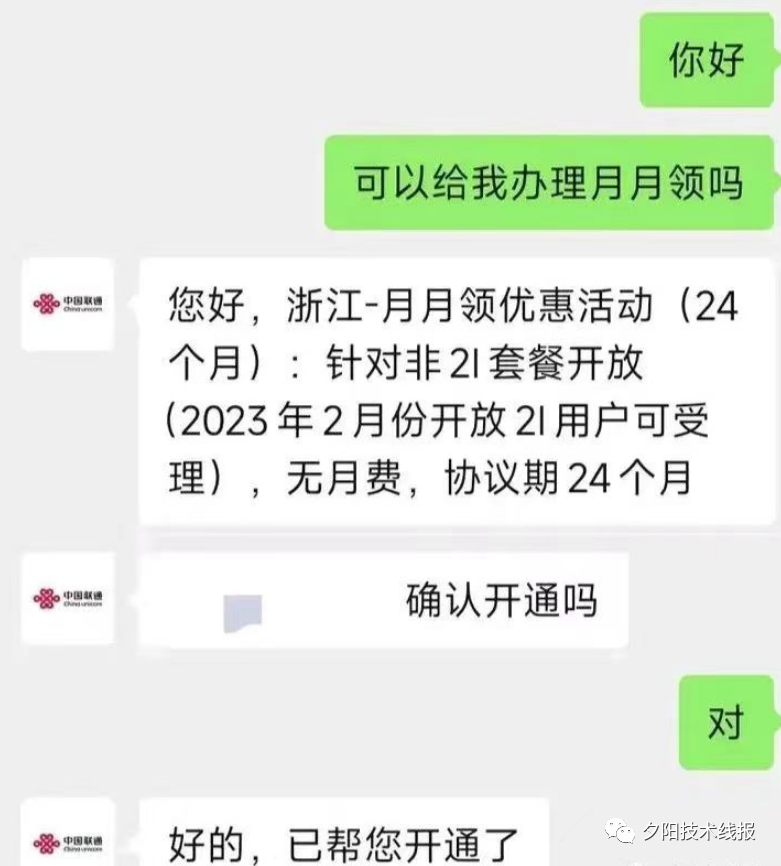 你好
可以给我办理月月领吗
中国联通
China unicom
您好，浙江-月月领优惠活动（24
个月）：针对非2I套餐开放
(2023年2月份开放2I用户可受
理），无月费，协议期24个月
中国联通
China unicom
确认开通吗
对
中国联通
China unicom
好的，已帮您开通了
夕阳技术线报